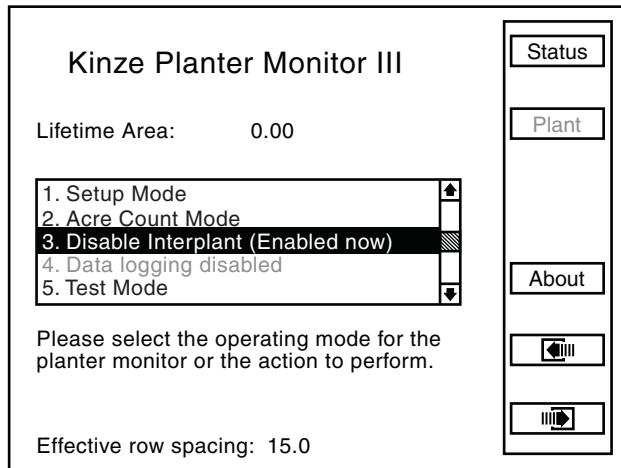 Kinze Planter Monitor III
Lifetime Area: 0.00
1. Setup Mode
2. Acre Count Mode
3. Disable Interplant (Enabled now)
4. Data logging disabled
5. Test Mode
Please select the operating mode for the
planter monitor or the action to perform.
Effective row spacing: 15.0
Status
Plant
About